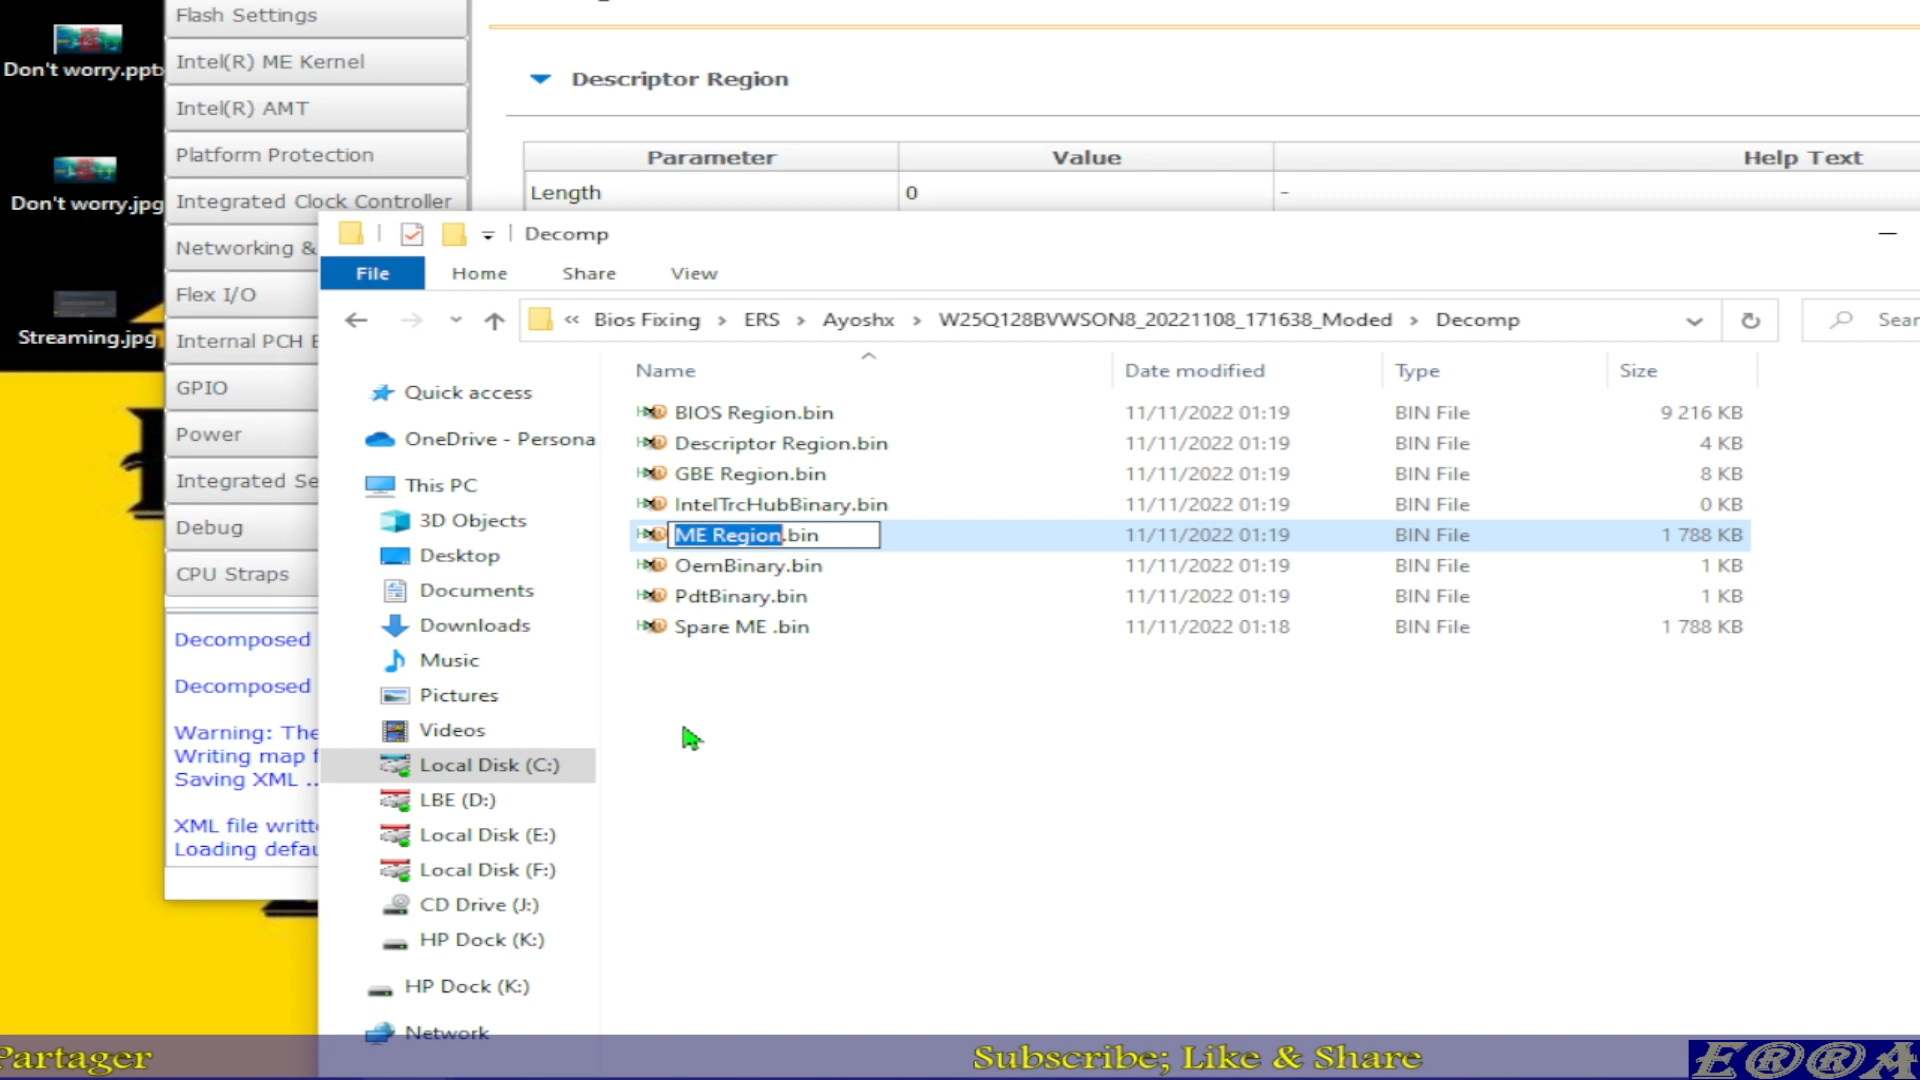 Don't worry.ppt
Don't worry.jpg
Streaming.jpg
Flash Settings
Intel(R) ME Kernel
Intel(R) AMT
Platform Protection
Integrated Clock Controller
Networking &
Flex I/O
Internal PCH
GPIO
Power
Integrated Se
Debug
CPU Straps
Decomposed
Decomposed
Warning: The
Writing map f
Saving XML ..
XML file writt
Loading defau
Descriptor Region
Parameter Value Help Text
Length 0 -
Decomp
File Home Share View
« Bios Fixing › ERS › Ayoshx › W25Q128BVWSON8_20221108_171638_Moded › Decomp
Sear
Quick access
OneDrive - Persona
This PC
3D Objects
Desktop
Documents
Downloads
Music
Pictures
Videos
Local Disk (C:)
LBE (D:)
Local Disk (E:)
Local Disk (F:)
CD Drive (J:)
HP Dock (K:)
HP Dock (K:)
Network
Name Date modified Type Size
BIOS Region.bin 11/11/2022 01:19 BIN File 9 216 KB
Descriptor Region.bin 11/11/2022 01:19 BIN File 4 KB
GBE Region.bin 11/11/2022 01:19 BIN File 8 KB
IntelTrcHubBinary.bin 11/11/2022 01:19 BIN File 0 KB
ME Region.bin 11/11/2022 01:19 BIN File 1 788 KB
OemBinary.bin 11/11/2022 01:19 BIN File 1 KB
PdtBinary.bin 11/11/2022 01:19 BIN File 1 KB
Spare ME .bin 11/11/2022 01:18 BIN File 1 788 KB
Partager Subscribe; Like & Share ERRA